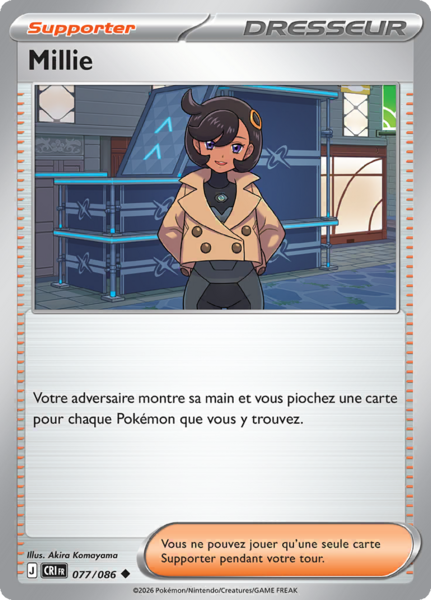 Supporter
DRESSEUR
Millie
Votre adversaire montre sa main et vous piochez une carte
pour chaque Pokémon que vous y trouvez.
Illus. Akira Komayama
Vous ne pouvez jouer qu'une seule carte
Supporter pendant votre tour.
J CRI FR 077/086 ◆
©2026 Pokémon/Nintendo/Creatures/GAME FREAK